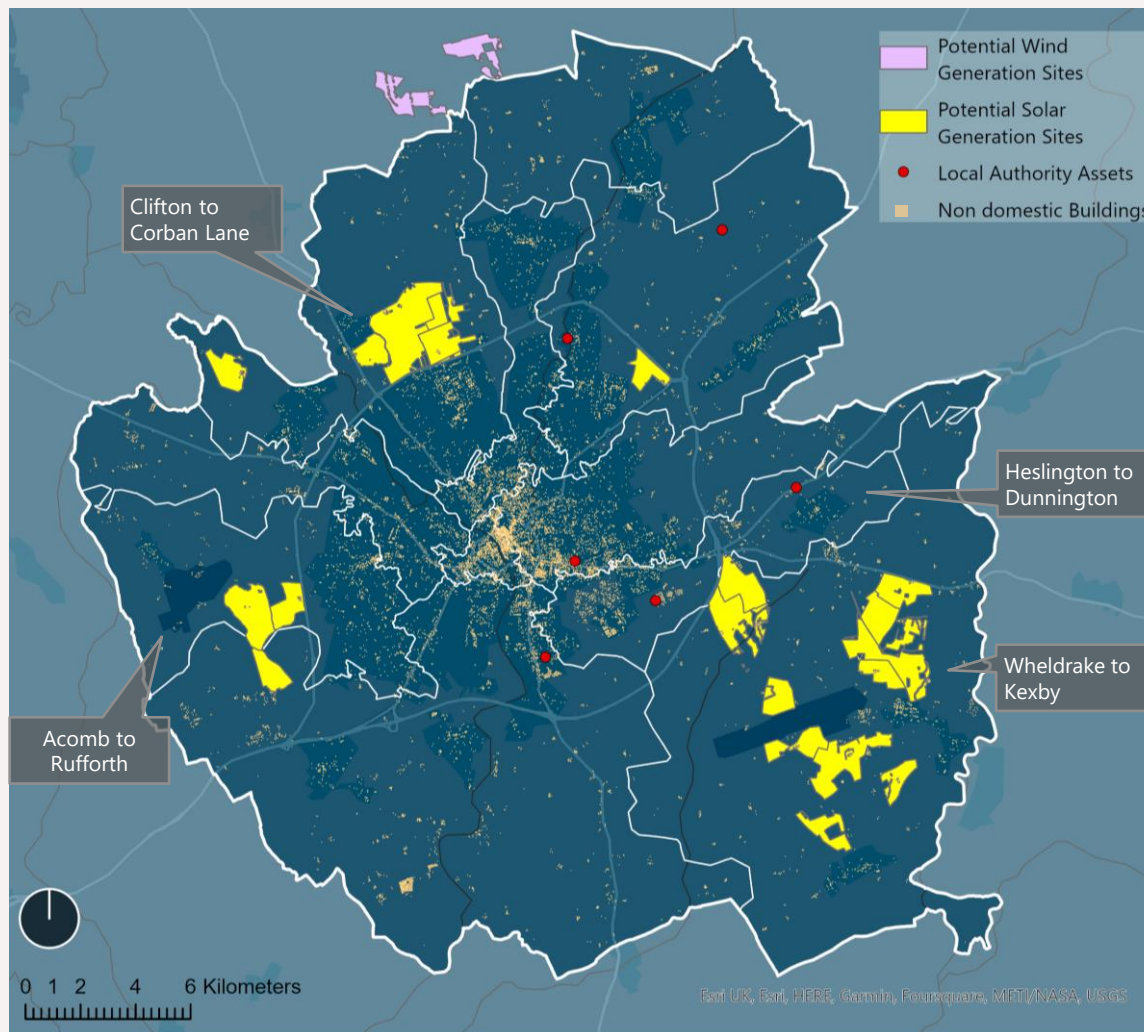 Potential Wind
Generation Sites
Potential Solar
Generation Sites
Local Authority Assets
Non domestic Buildings
Clifton to
Corban Lane
Heslington to
Dunnington
Wheldrake to
Kexby
Acomb to
Rufforth
0 1 2 4 6 Kilometers
Esri UK, Esri, HERE, Garmin, Foursquare, METI/NASA, USGS